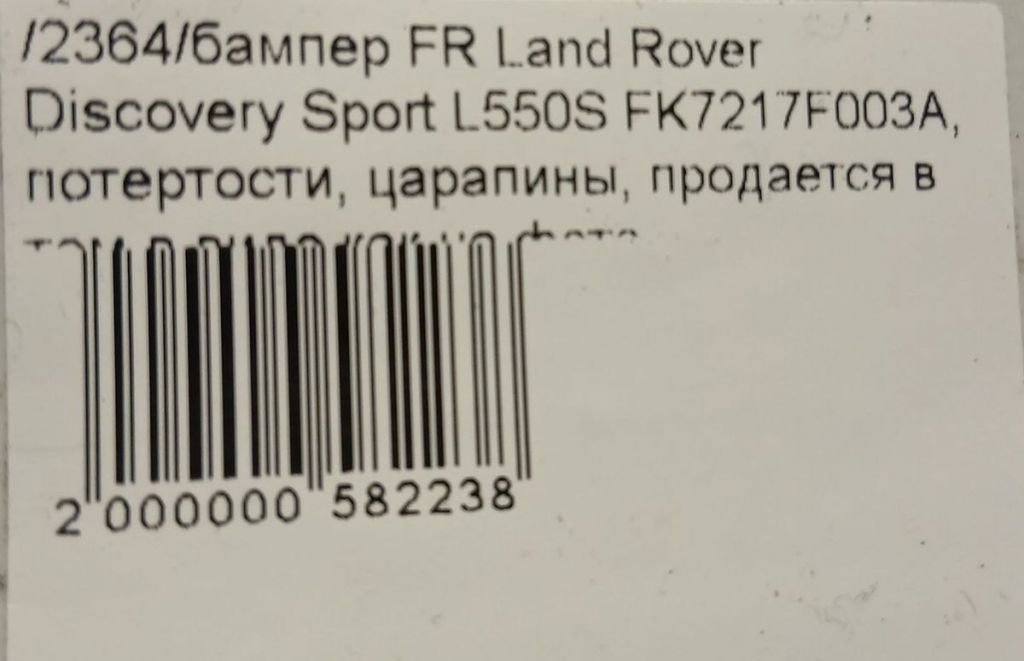 /2364/бампер FR Land Rover
Discovery Sport L550S FK7217F003A,
потертости, царапины, продается в
2 000000 582238